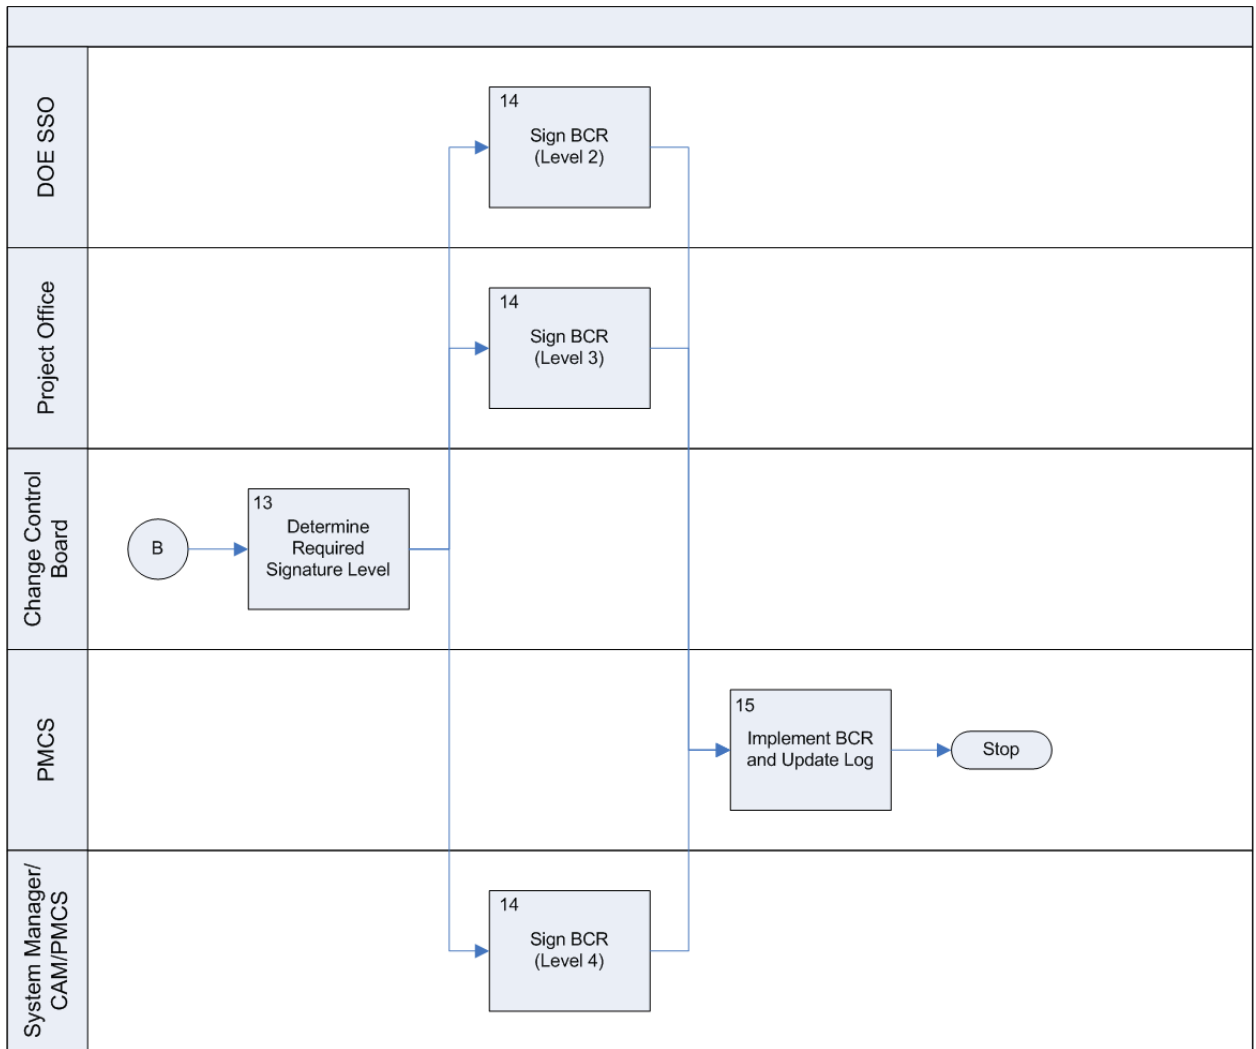 DOE SSO
14
Sign BCR
(Level 2)
Project Office
14
Sign BCR
(Level 3)
Change Control
Board
B
13
Determine
Required
Signature Level
PMCS
15
Implement BCR
and Update Log
Stop
System Manager/
CAM/PMCS
14
Sign BCR
(Level 4)